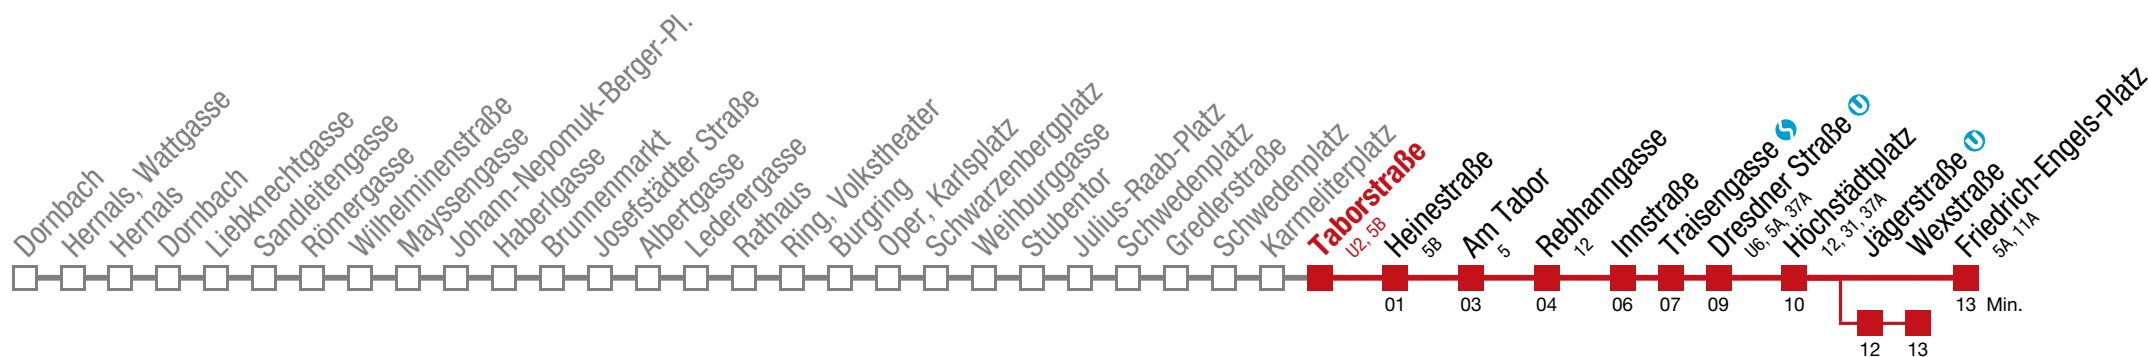 Dornbach
Hernals, Wattgasse
Hernals
Dornbach
Liebknechtgasse
Sandleitengasse
Römergasse
Wilhelminenstraße
Mayssengasse
Johann-Nepomuk-Berger-Pl.
Haberlgasse
Brunnenmarkt
Josefstädter Straße
Albertgasse
Lederergasse
Rathaus
Ring, Volkstheater
Burgring
Oper, Karlsplatz
Schwarzenbergplatz
Weihburggasse
Stubentor
Julius-Raab-Platz
Schwedenplatz
Gredlerstraße
Schwedenplatz
Karmeliterplatz
Taborstraße
U2, 5B
Heinestraße
5B
Am Tabor
5
Rebhanngasse
12
Innstraße
Traisengasse
Dresdner Straße
U6, 5A, 37A
Höchstädtplatz
12, 31, 37A
Jägerstraße
Wexstraße
Friedrich-Engels-Platz
5A, 11A
01
03
04
06
07
09
10
13 Min.
12
13